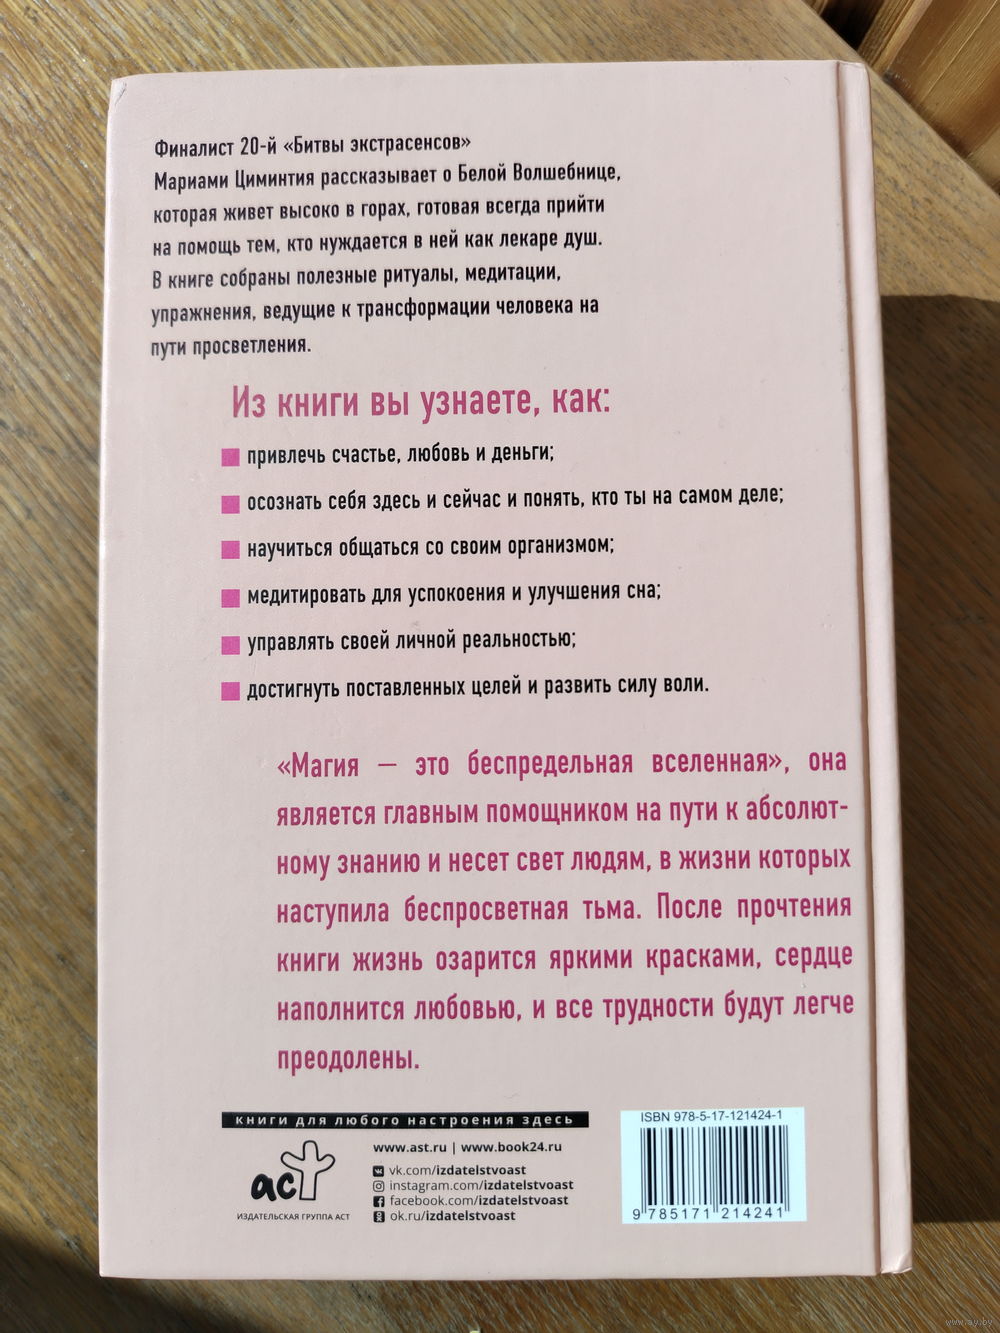 Финалист 20-й «Битвы экстрасенсов»
Мариами Циминтия рассказывает о Белой Волшебнице,
которая живет высоко в горах, готовая всегда прийти
на помощь тем, кто нуждается в ней как лекаре душ.
В книге собраны полезные ритуалы, медитации,
упражнения, ведущие к трансформации человека на
пути просветления.
Из книги вы узнаете, как:
привлечь счастье, любовь и деньги;
осознать себя здесь и сейчас и понять, кто ты на самом деле;
научиться общаться со своим организмом;
медитировать для успокоения и улучшения сна;
управлять своей личной реальностью;
достигнуть поставленных целей и развить силу воли.
«Магия – это беспредельная вселенная», она
является главным помощником на пути к абсолют-
ному знанию и несет свет людям, в жизни которых
наступила беспросветная тьма. После прочтения
книги жизнь озарится яркими красками, сердце
наполнится любовью, и все трудности будут легче
преодолены.
книги для любого настроения здесь
аст
ИЗДАТЕЛЬСКАЯ ГРУППА АСТ
www.ast.ru | www.book24.ru
vk.com/izdatelstvoast
instagram.com/izdatelstvoast
facebook.com/izdatelstvoast
ok.ru/izdatelstvoast
ISBN 978-5-17-121424-1
9 785171 214241
www.ay.by